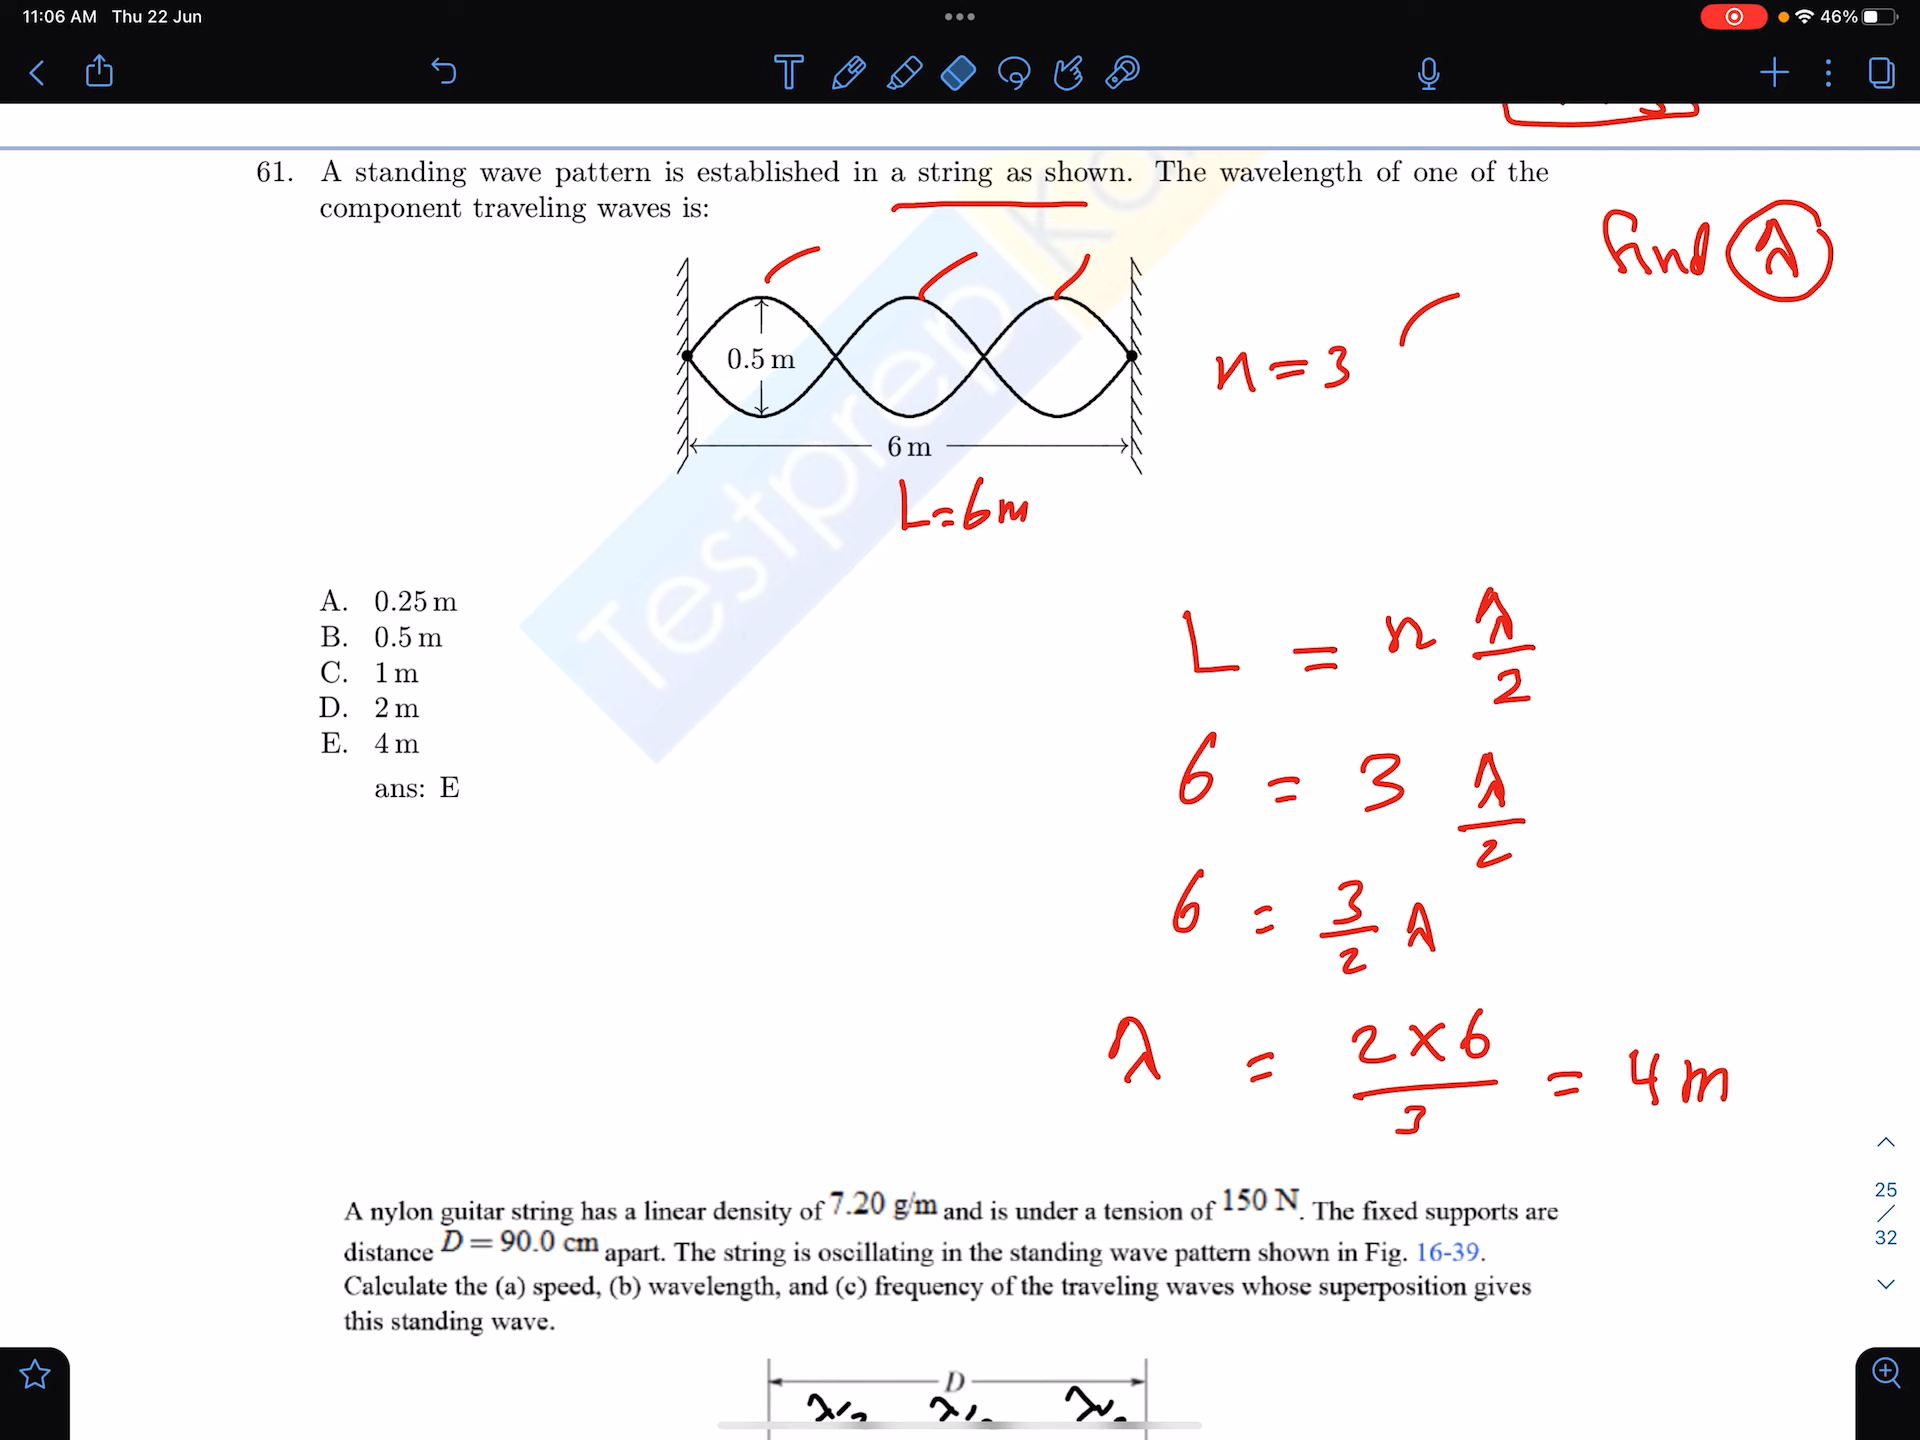 11:06 AM Thu 22 Jun
46%
61. A standing wave pattern is established in a string as shown. The wavelength of one of the
component traveling waves is:
find λ
0.5 m
n = 3
6 m
L = 6m
A. 0.25 m
B. 0.5 m
C. 1 m
D. 2 m
E. 4 m
ans: E
L = n λ/2
6 = 3 λ/2
6 = 3/2 λ
λ = 2×6/3 = 4 m
Testprep
A nylon guitar string has a linear density of 7.20 g/m and is under a tension of 150 N. The fixed supports are
distance D = 90.0 cm apart. The string is oscillating in the standing wave pattern shown in Fig. 16-39.
Calculate the (a) speed, (b) wavelength, and (c) frequency of the traveling waves whose superposition gives
this standing wave.
25
/
32
D